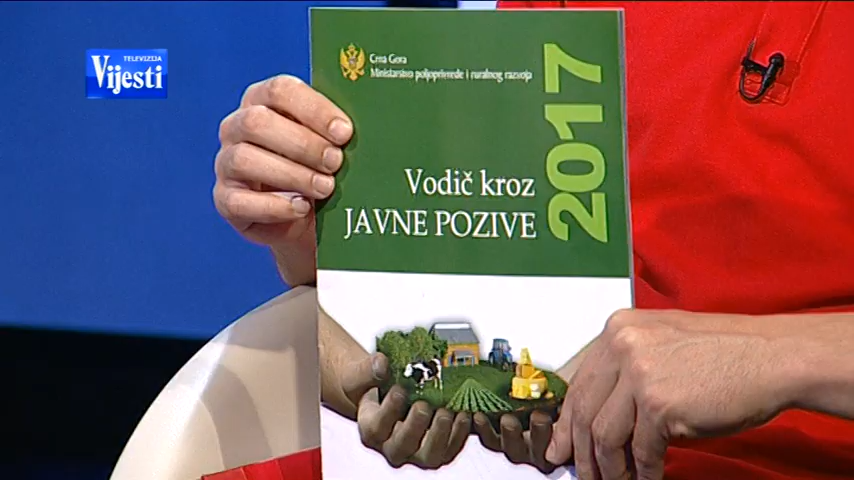 TELEVIZIJA
Vijesti
Crna Gora
Ministarstvo poljoprivrede i ruralnog razvoja
2017
Vodič kroz
JAVNE POZIVE